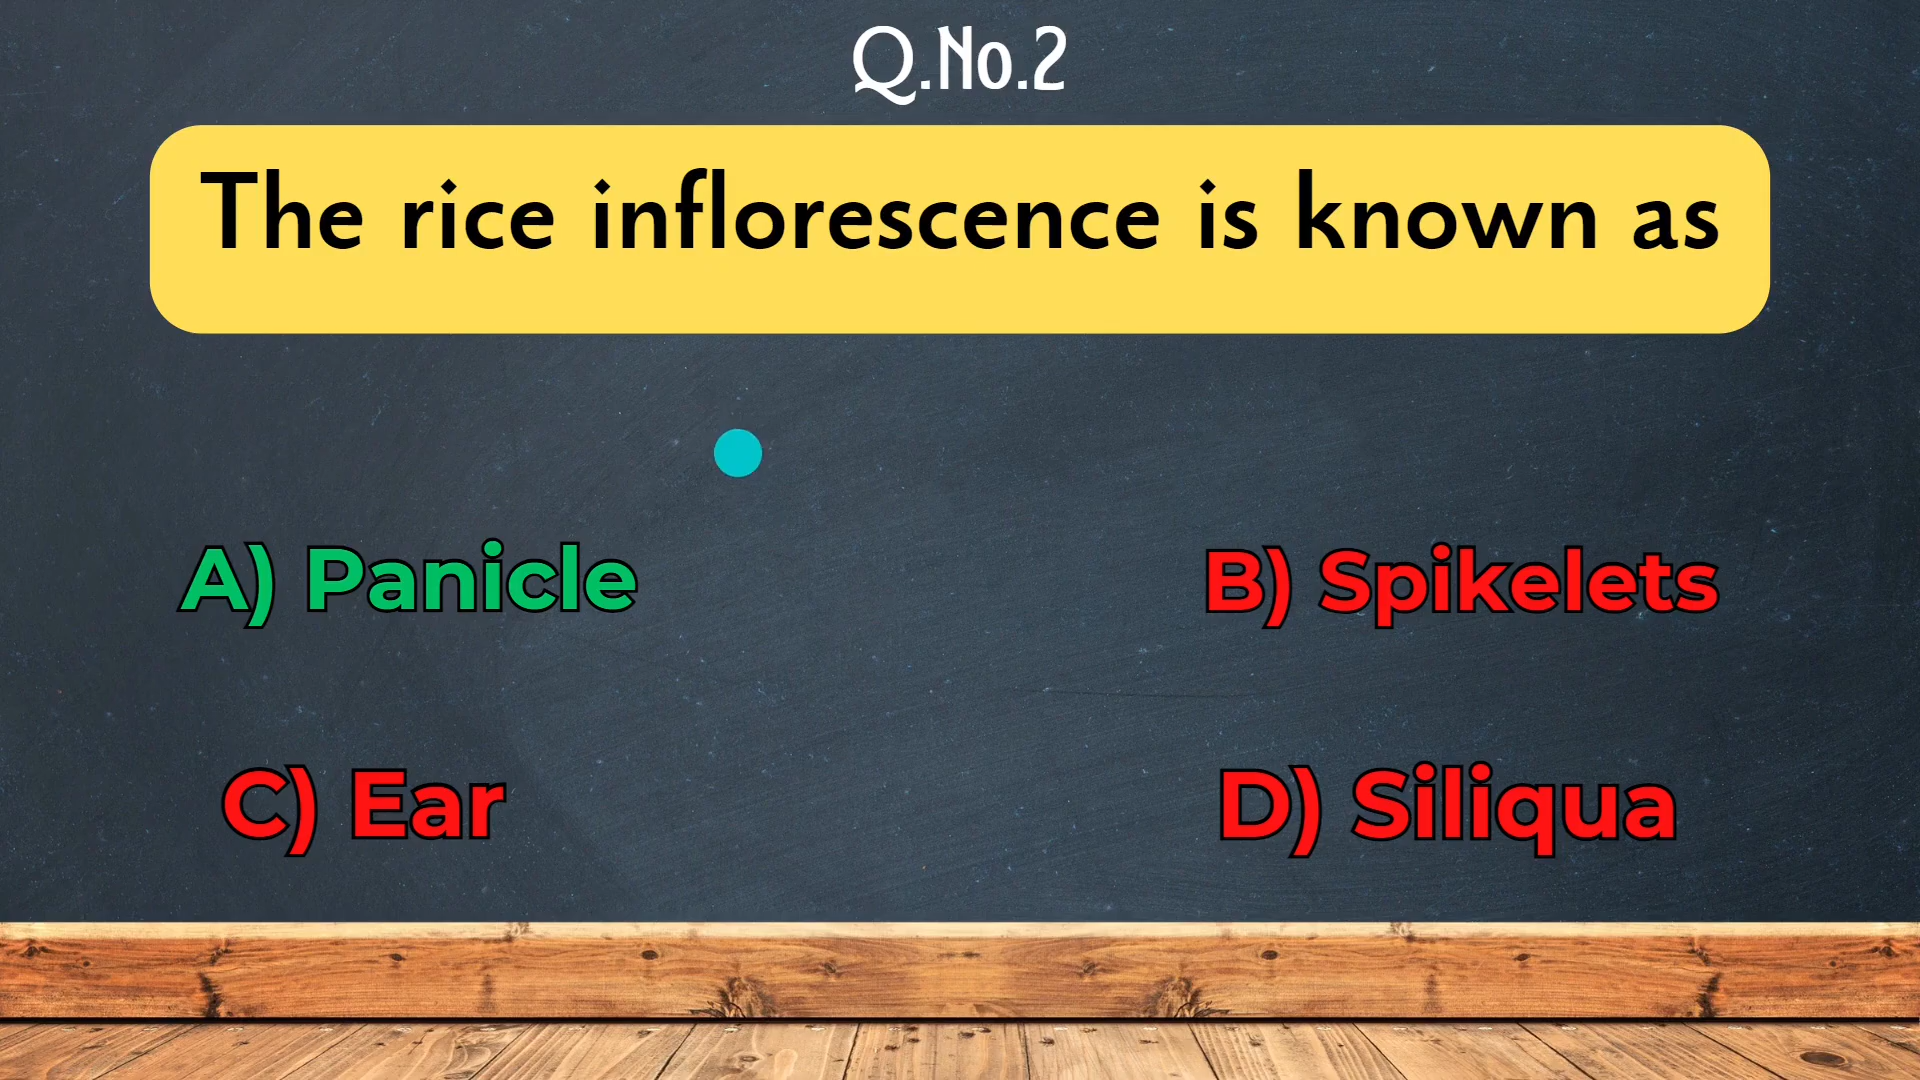 Q.No.2
The rice inflorescence is known as
A) Panicle
B) Spikelets
C) Ear
D) Siliqua